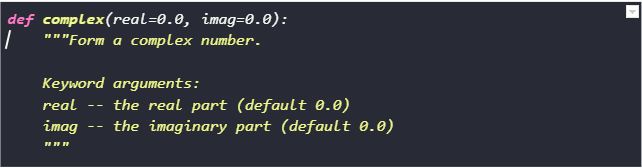 def complex(real=0.0, imag=0.0):
    """Form a complex number.

    Keyword arguments:
    real -- the real part (default 0.0)
    imag -- the imaginary part (default 0.0)
    """